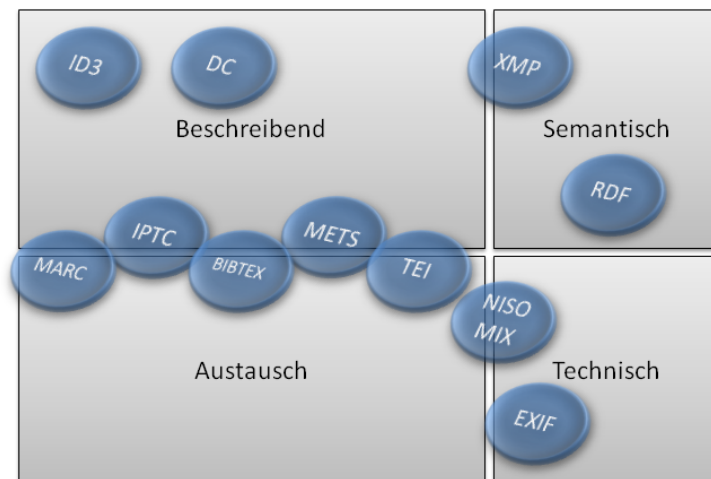 ID3
DC
XMP
Beschreibend
Semantisch
RDF
IPTC
METS
MARC
BIBTEX
TEI
NISO
MIX
Austausch
Technisch
EXIF